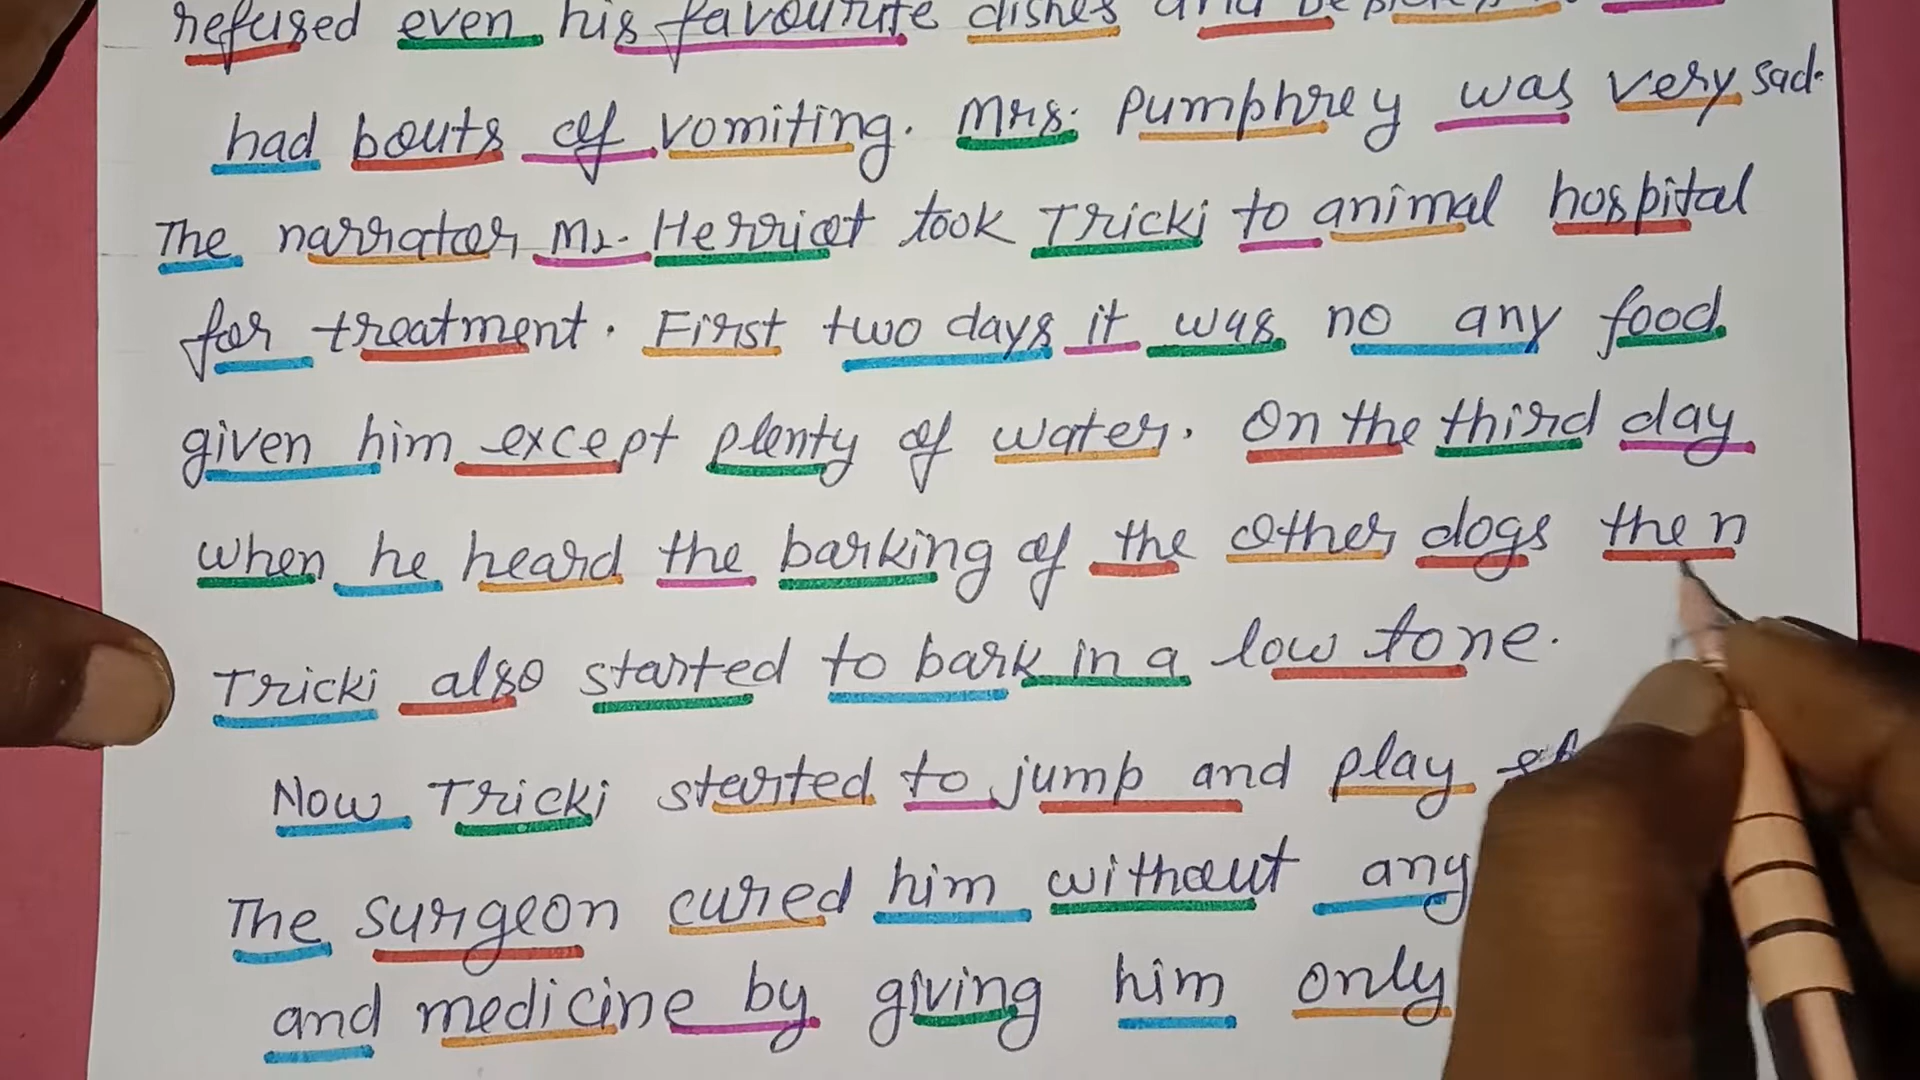 refused even his favourite dishes and
had bouts of vomiting. Mrs. Pumphrey was very sad.
The narrator, Mr. Herriot took Tricki to animal hospital
for treatment. First two days it was no any food
given him except plenty of water. On the third day
when he heard the barking of the other dogs then
Tricki also started to bark in a low tone.
Now Tricki started to jump and play
The surgeon cured him without any
and medicine by giving him only